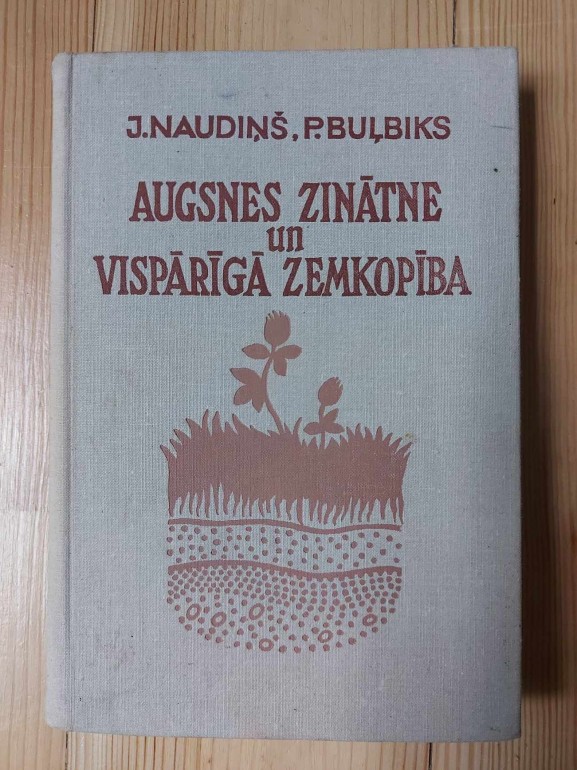 J.NAUDIŅŠ, P.BUĻBIKS
AUGSNES ZINĀTNE
un
VISPĀRĪGĀ ZEMKOPĪBA